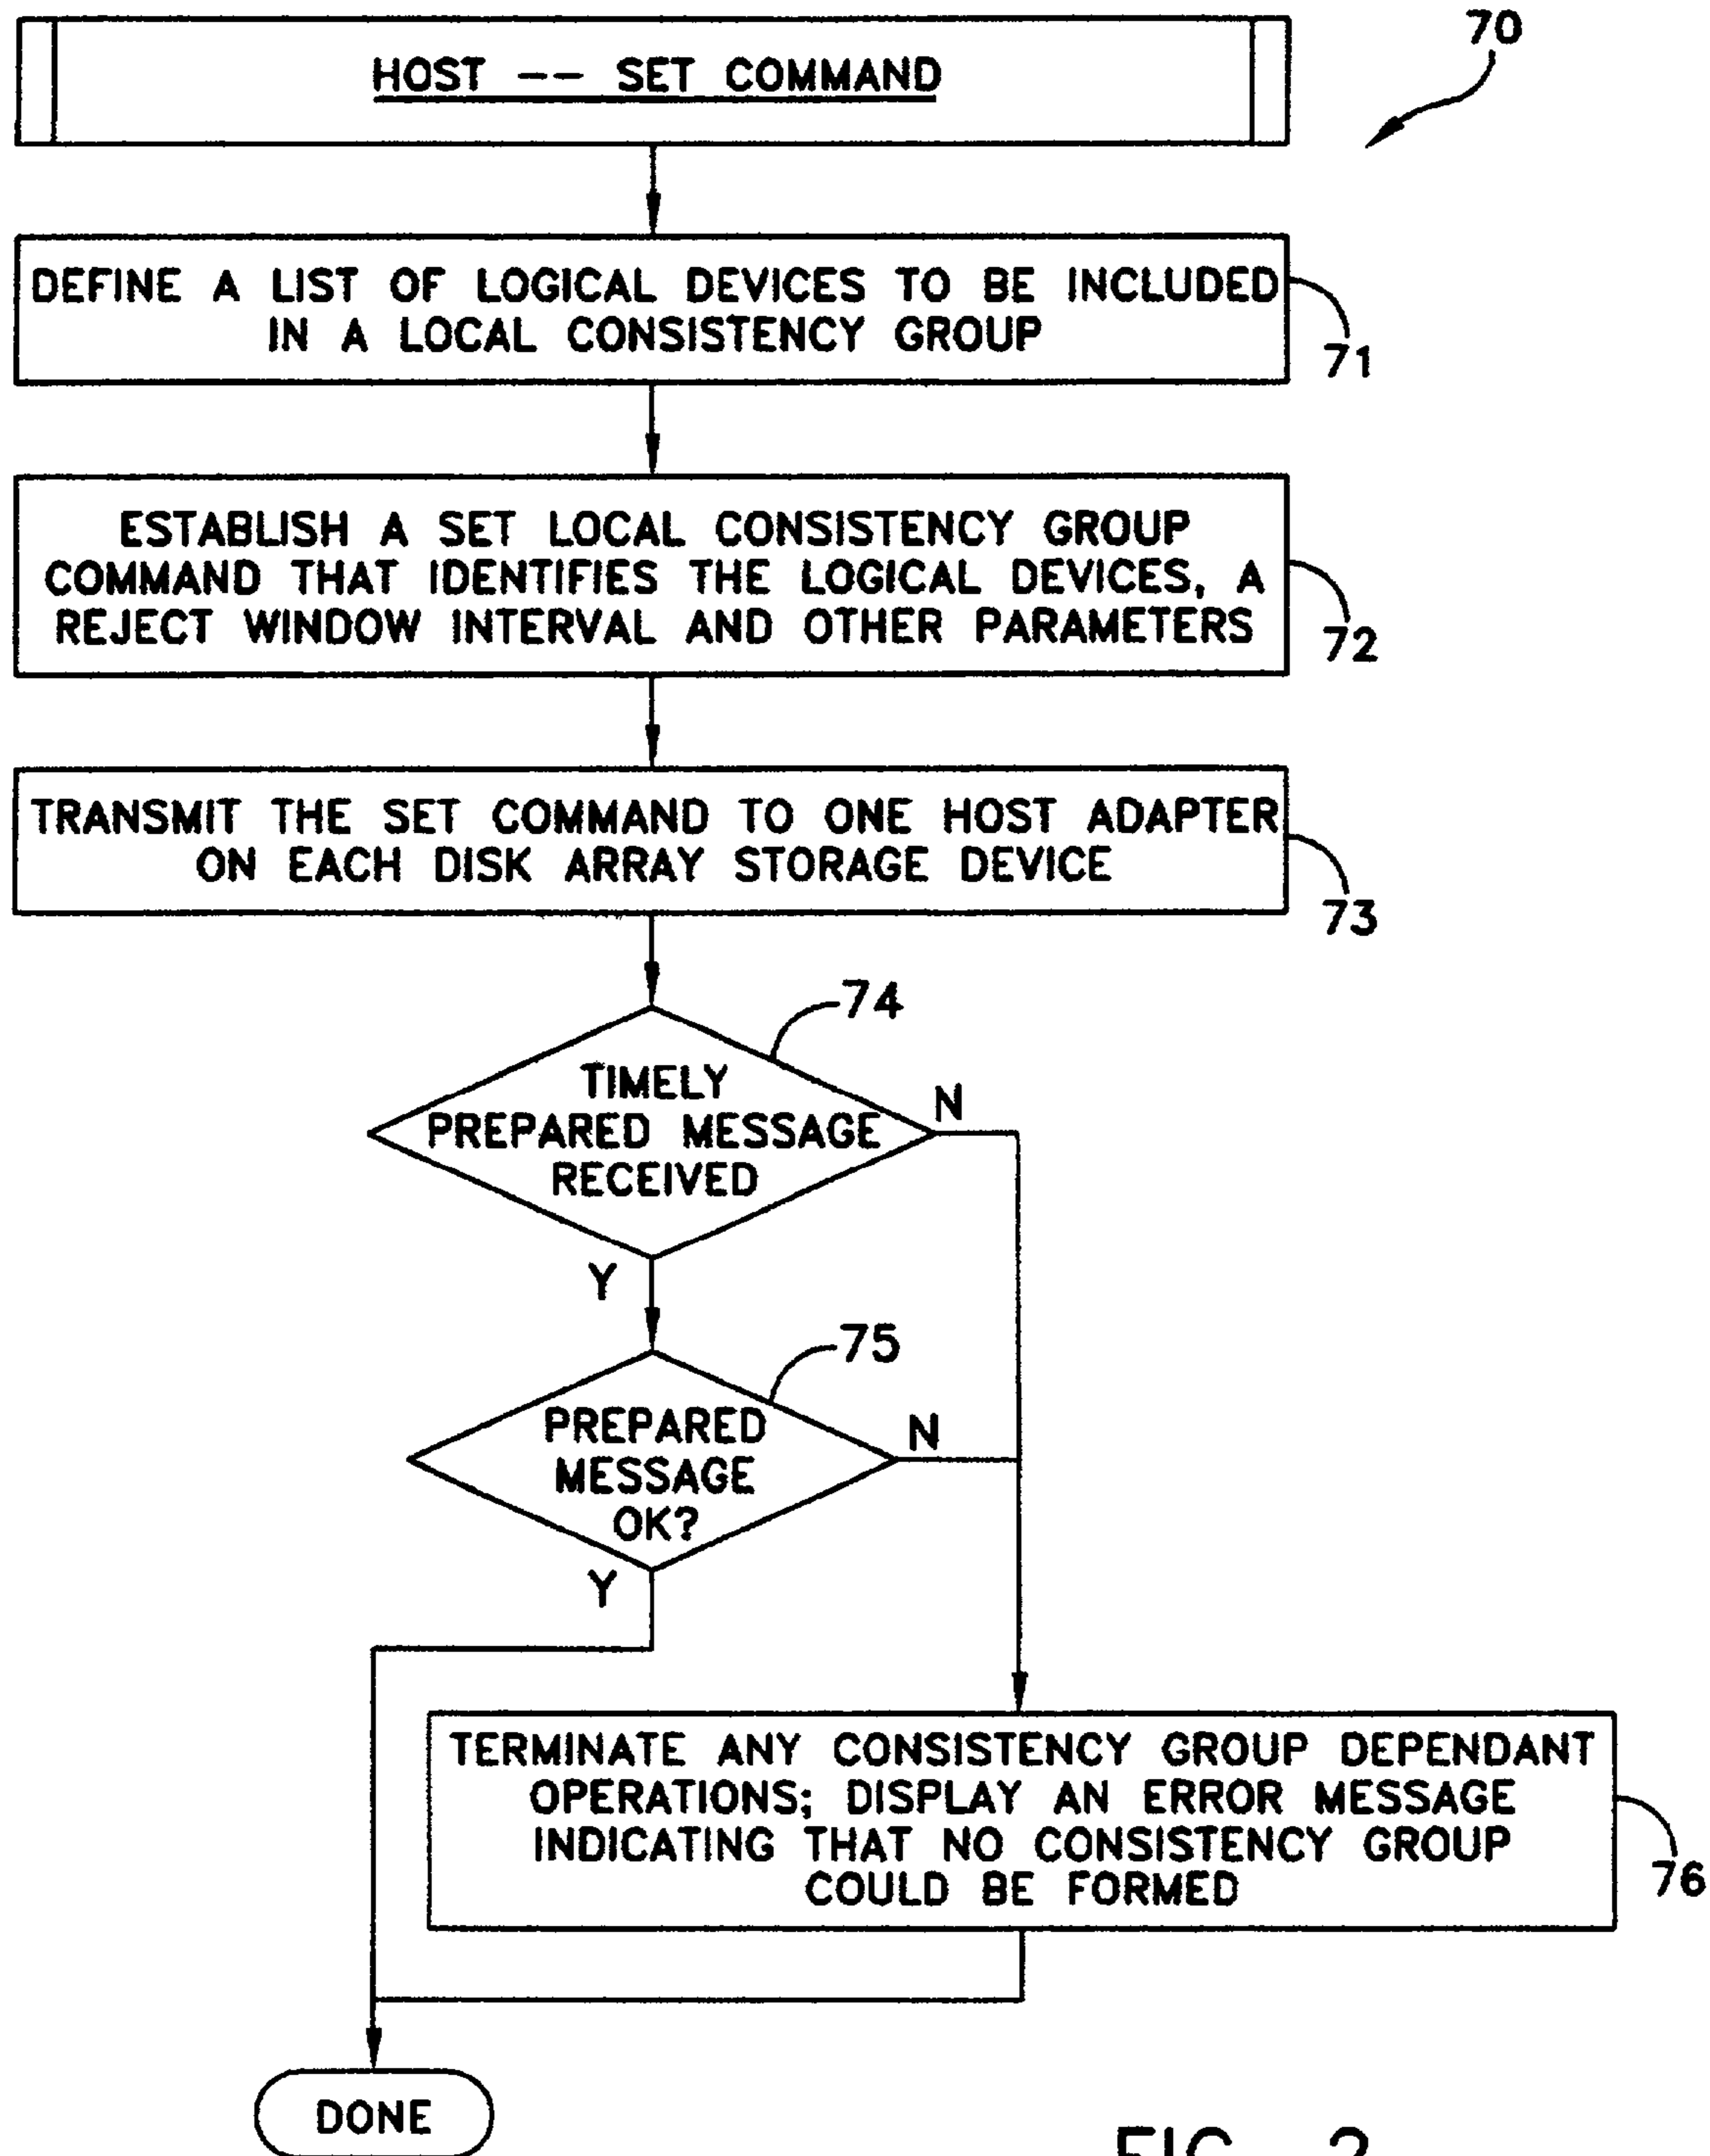 70
HOST -- SET COMMAND
DEFINE A LIST OF LOGICAL DEVICES TO BE INCLUDED
IN A LOCAL CONSISTENCY GROUP
71
ESTABLISH A SET LOCAL CONSISTENCY GROUP
COMMAND THAT IDENTIFIES THE LOGICAL DEVICES, A
REJECT WINDOW INTERVAL AND OTHER PARAMETERS
72
TRANSMIT THE SET COMMAND TO ONE HOST ADAPTER
ON EACH DISK ARRAY STORAGE DEVICE
73
74
TIMELY
PREPARED MESSAGE
RECEIVED
N
Y
75
PREPARED
MESSAGE
OK?
N
Y
TERMINATE ANY CONSISTENCY GROUP DEPENDANT
OPERATIONS; DISPLAY AN ERROR MESSAGE
INDICATING THAT NO CONSISTENCY GROUP
COULD BE FORMED
76
DONE
FIG. 2